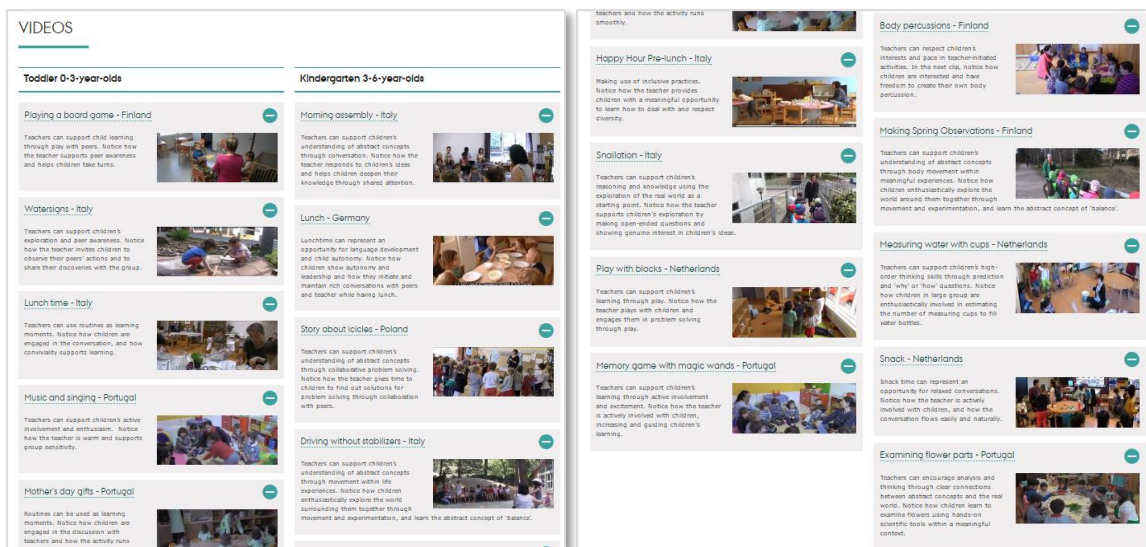 VIDEOS
Toddler 0-3-year-olds
Playing a board game - Finland
Teachers can support child learning
through play with peers. Notice how
the teacher supports peer awareness
and helps children take turns.
Watersigns - Italy
Teachers can support children's
exploration and peer awareness. Notice
how the teacher invites children to
observe their peers' actions and to
share their discoveries with the group.
Lunch time - Italy
Teachers can use routines as learning
moments. Notice how children are
engaged in the conversation, and how
conviviality supports learning.
Music and singing - Portugal
Teachers can support children's active
involvement and enthusiasm. Notice
how the teacher is warm and supports
group sensitivity.
Mother's day gifts - Portugal
Routines can be used as learning
moments. Notice how children are
engaged in the discussion with
teachers and how the activity runs
Kindergarten 3-6-year-olds
Morning assembly - Italy
Teachers can support children's
understanding of abstract concepts
through conversation. Notice how the
teacher responds to children's ideas
and helps children deepen their
knowledge through shared attention.
Lunch - Germany
Lunchtime can represent an
opportunity for language development
and child autonomy. Notice how
children show autonomy and
leadership and how they initiate and
maintain rich conversations with peers
and teacher while having lunch.
Story about icicles - Poland
Teachers can support children's
understanding of abstract concepts
through collaborative problem solving.
Notice how the teacher gives time to
children to find out solutions for
problem solving through collaboration
with peers.
Driving without stabilizers - Italy
Teachers can support children's
understanding of abstract concepts
through movement within life
experiences. Notice how children
enthusiastically explore the world
surrounding them together through
movement and experimentation, and learn the abstract concept of 'balance'.
teachers and how the activity runs
smoothly.
Happy Hour Pre-lunch - Italy
Making use of inclusive practices.
Notice how the teacher provides
children with a meaningful opportunity
to learn how to deal with and respect
diversity.
Snailation - Italy
Teachers can support children's
reasoning and knowledge using the
exploration of the real world as a
starting point. Notice how the teacher
supports children's exploration by
making open-ended questions and
showing genuine interest in children's ideas.
Play with blocks - Netherlands
Teachers can support children's
learning through play. Notice how the
teacher plays with children and
engages them in problem solving
through play.
Memory game with magic wands - Portugal
Teachers can support children's
learning through active involvement
and excitement. Notice how the teacher
is actively involved with children,
increasing and guiding children's
learning.
Body percussions - Finland
Teachers can respect children's
interests and pace in teacher-initiated
activities. In the next clip, notice how
children are interested and have
freedom to create their own body
percussion.
Making Spring Observations - Finland
Teachers can support children's
understanding of abstract concepts
through body movement within
meaningful experiences. Notice how
children enthusiastically explore the
world around them together through
movement and experimentation, and learn the abstract concept of 'balance'.
Measuring water with cups - Netherlands
Teachers can support children's high-
order thinking skills through prediction
and 'why' or 'how' questions. Notice
how children in large group are
enthusiastically involved in estimating
the number of measuring cups to fill
water bottles.
Snack - Netherlands
Snack time can represent an
opportunity for relaxed conversations.
Notice how the teacher is actively
involved with children, and how the
conversation flows easily and naturally.
Examining flower parts - Portugal
Teachers can encourage analysis and
thinking through clear connections
between abstract concepts and the real
world. Notice how children learn to
examine flowers using hands-on
scientific tools within a meaningful
context.